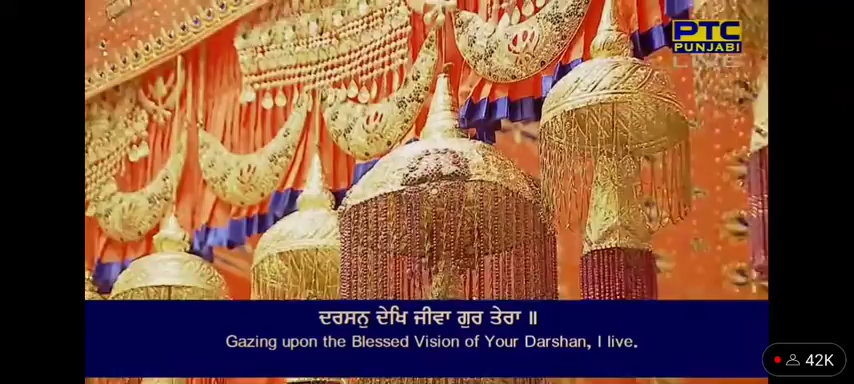 PTC
PUNJABI
LIVE
ਦਰਸਨੁ ਦੇਖਿ ਜੀਵਾ ਗੁਰ ਤੇਰਾ ॥
Gazing upon the Blessed Vision of Your Darshan, I live.
42K